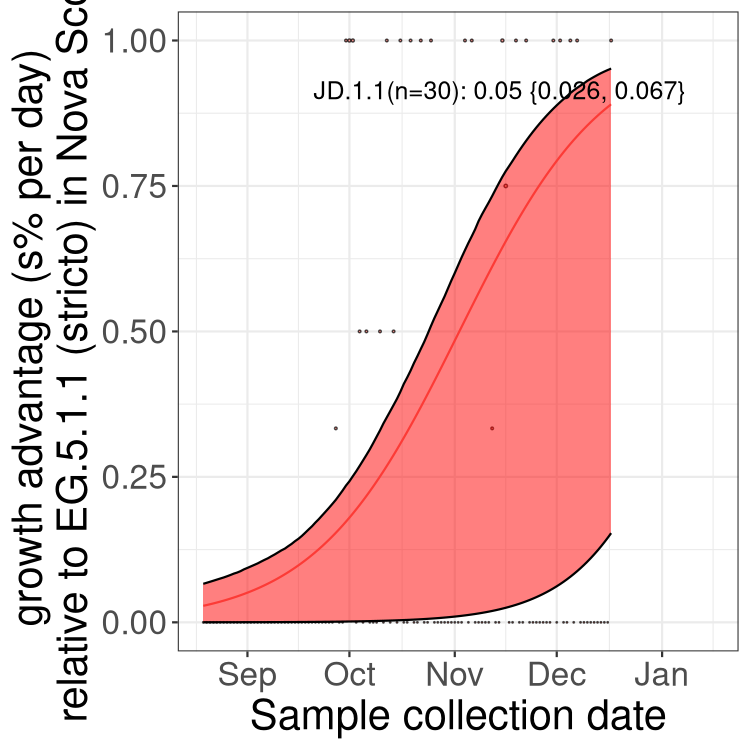 growth advantage (s% per day)
relative to EG.5.1.1 (stricto) in Nova Sco
1.00
0.75
0.50
0.25
0.00
JD.1.1(n=30): 0.05 {0.026, 0.067}
Sep Oct Nov Dec Jan
Sample collection date